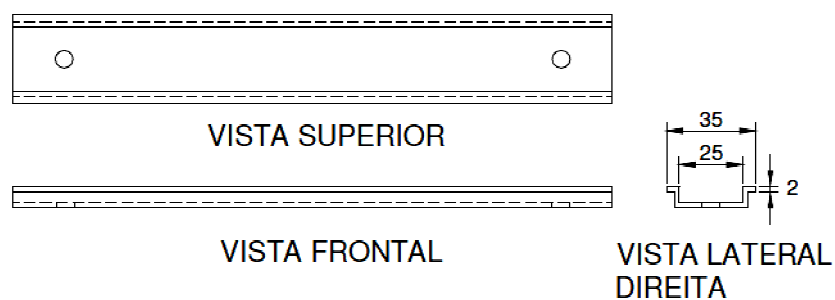 VISTA SUPERIOR
35
25
2
VISTA FRONTAL
VISTA LATERAL
DIREITA